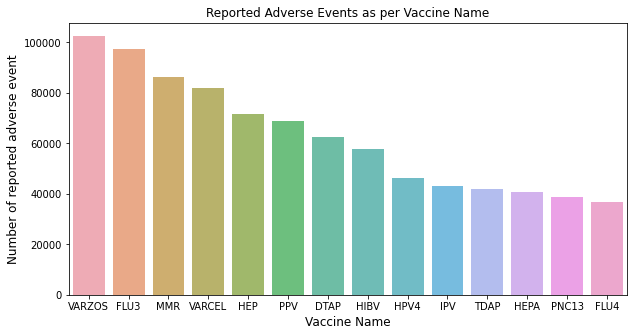 Reported Adverse Events as per Vaccine Name
Number of reported adverse event
100000
80000
60000
40000
20000
0
VARZOS FLU3 MMR VARCEL HEP PPV DTAP HIBV HPV4 IPV TDAP HEPA PNC13 FLU4
Vaccine Name